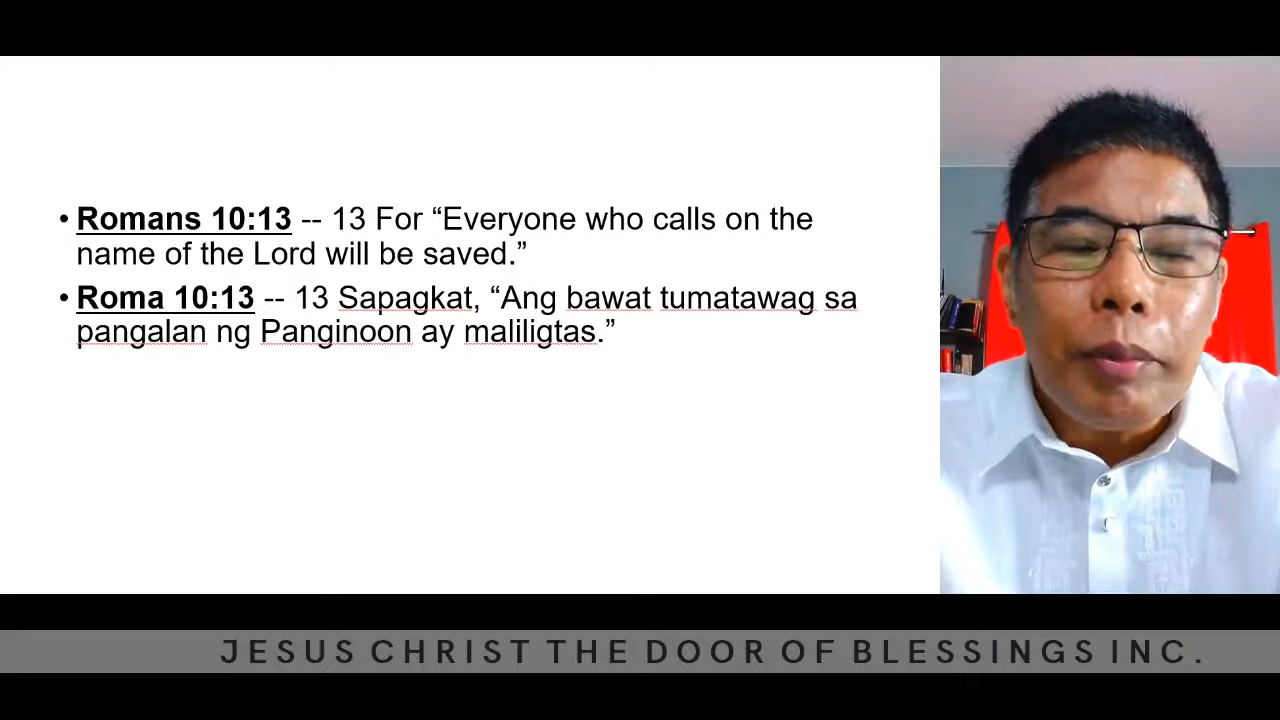 • Romans 10:13 -- 13 For “Everyone who calls on the
name of the Lord will be saved.”
• Roma 10:13 -- 13 Sapagkat, “Ang bawat tumatawag sa
pangalan ng Panginoon ay maliligtas.”
JESUS CHRIST THE DOOR OF BLESSINGS INC.